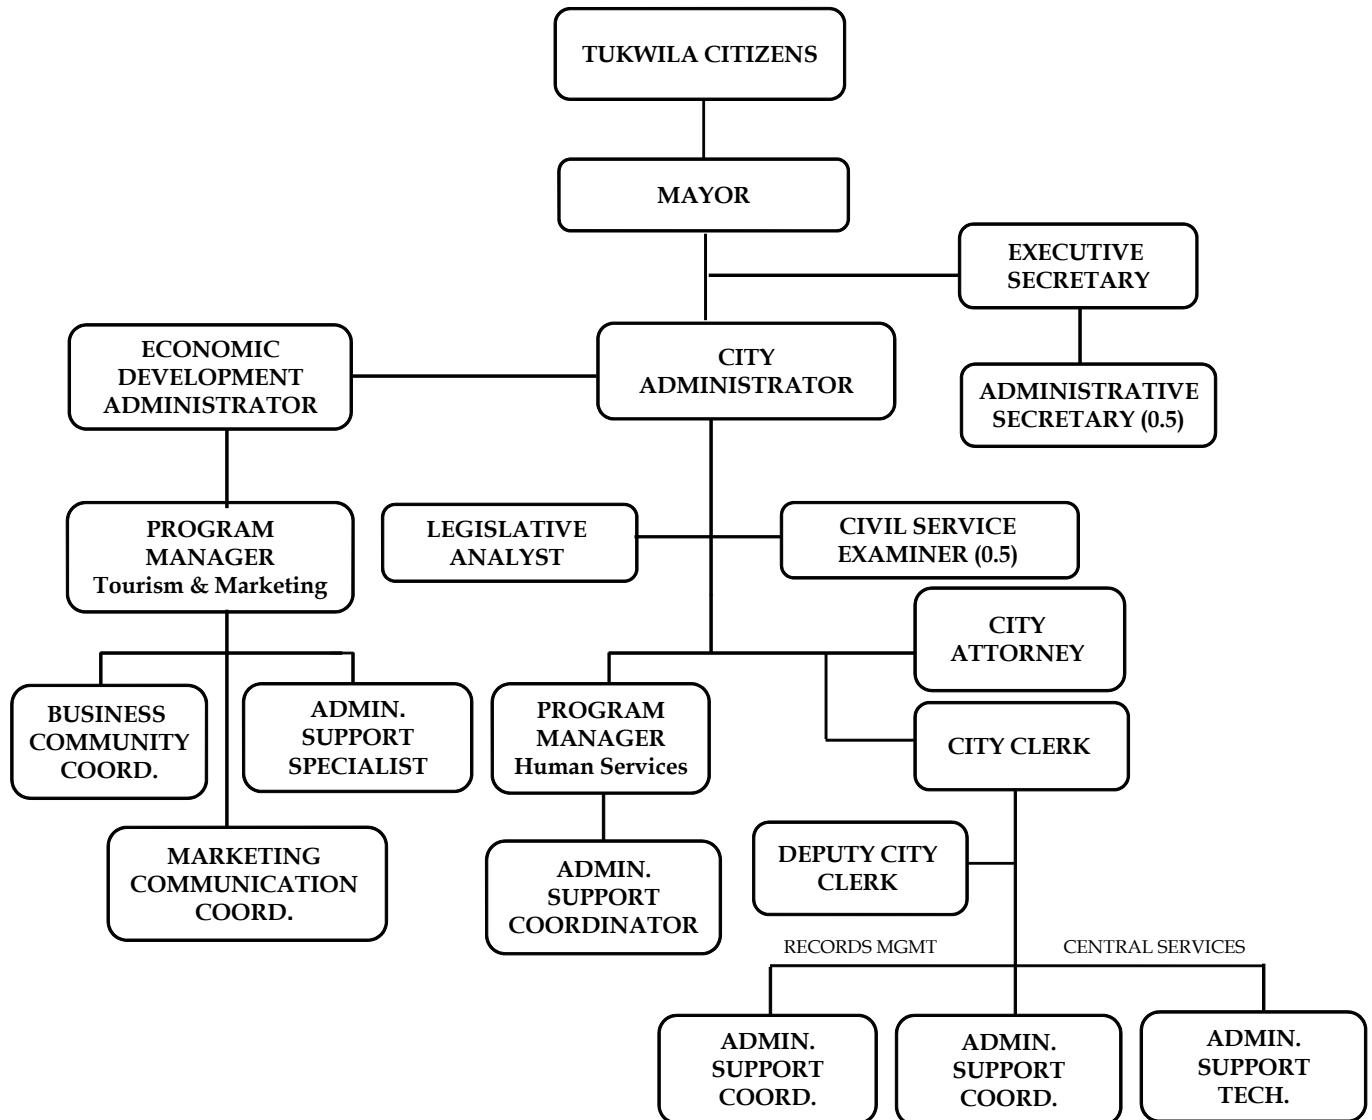 TUKWILA CITIZENS
MAYOR
EXECUTIVE
SECRETARY
ECONOMIC
DEVELOPMENT
ADMINISTRATOR
CITY
ADMINISTRATOR
ADMINISTRATIVE
SECRETARY (0.5)
PROGRAM
MANAGER
Tourism & Marketing
LEGISLATIVE
ANALYST
CIVIL SERVICE
EXAMINER (0.5)
CITY
ATTORNEY
BUSINESS
COMMUNITY
COORD.
ADMIN.
SUPPORT
SPECIALIST
PROGRAM
MANAGER
Human Services
CITY CLERK
MARKETING
COMMUNICATION
COORD.
ADMIN.
SUPPORT
COORDINATOR
DEPUTY CITY
CLERK
RECORDS MGMT
CENTRAL SERVICES
ADMIN.
SUPPORT
COORD.
ADMIN.
SUPPORT
COORD.
ADMIN.
SUPPORT
TECH.